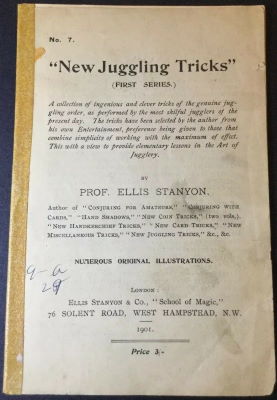 No. 7.
"New Juggling Tricks"
(FIRST SERIES.)
A collection of ingenious and clever tricks of the genuine jug-
gling order, as performed by the most skilful jugglers of the
present day. The tricks have been selected by the author from
his own Entertainment, preference being given to those that
combine simplicity of working with the maximum of effect.
This with a view to provide elementary lessons in the Art of
Jugglery.
BY
PROF. ELLIS STANYON,
Author of "CONJURING FOR AMATEURS," "CONJURING WITH
CARDS," "HAND SHADOWS," "NEW COIN TRICKS," (two vols.),
"NEW HANDKERCHIEF TRICKS," "NEW CARD TRICKS," "NEW
MISCELLANEOUS TRICKS," "NEW JUGGLING TRICKS," &c., &c.
NUMEROUS ORIGINAL ILLUSTRATIONS.
LONDON:
ELLIS STANYON & CO., "SCHOOL OF MAGIC,"
76 SOLENT ROAD, WEST HAMPSTEAD, N.W.
1901.
Price 3/-